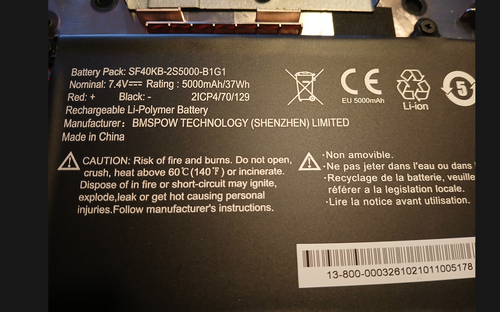 Battery Pack: SF40KB-2S5000-B1G1
Nominal: 7.4V⎓ Rating : 5000mAh/37Wh
Red: + Black: - 2ICP4/70/129
Rechargeable Li-Polymer Battery
Manufacturer: BMSPOW TECHNOLOGY (SHENZHEN) LIMITED
Made in China
CE
EU 5000mAh
Li-ion
5
CAUTION: Risk of fire and burns. Do not open,
crush, heat above 60℃(140℉) or incinerate.
Dispose of in fire or short-circuit may ignite,
explode,leak or get hot causing personal
injuries.Follow manufacturer's instructions.
·Non amovible.
·Ne pas jeter dans l'eau ou dans
·Recyclage de la batterie, veuille
référer a la legislation locale.
·Lire la notice avant utilisation.
13-800-0003261021011005178